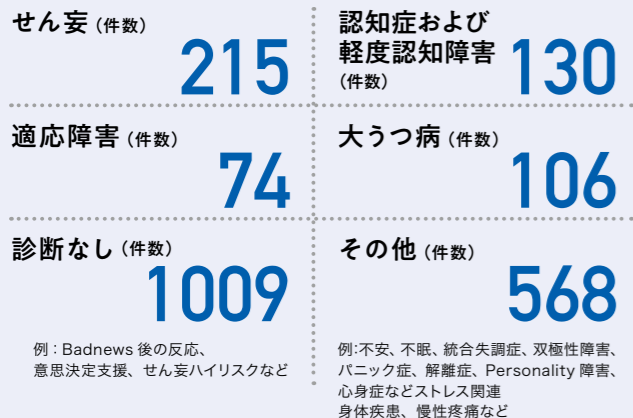 せん妄（件数）
215
認知症および
軽度認知障害
（件数）
130
適応障害（件数）
74
大うつ病（件数）
106
診断なし（件数）
1009
例：Badnews 後の反応、
意思決定支援、せん妄ハイリスクなど
その他（件数）
568
例:不安、不眠、統合失調症、双極性障害、
パニック症、解離症、Personality 障害、
心身症などストレス関連
身体疾患、慢性疼痛など